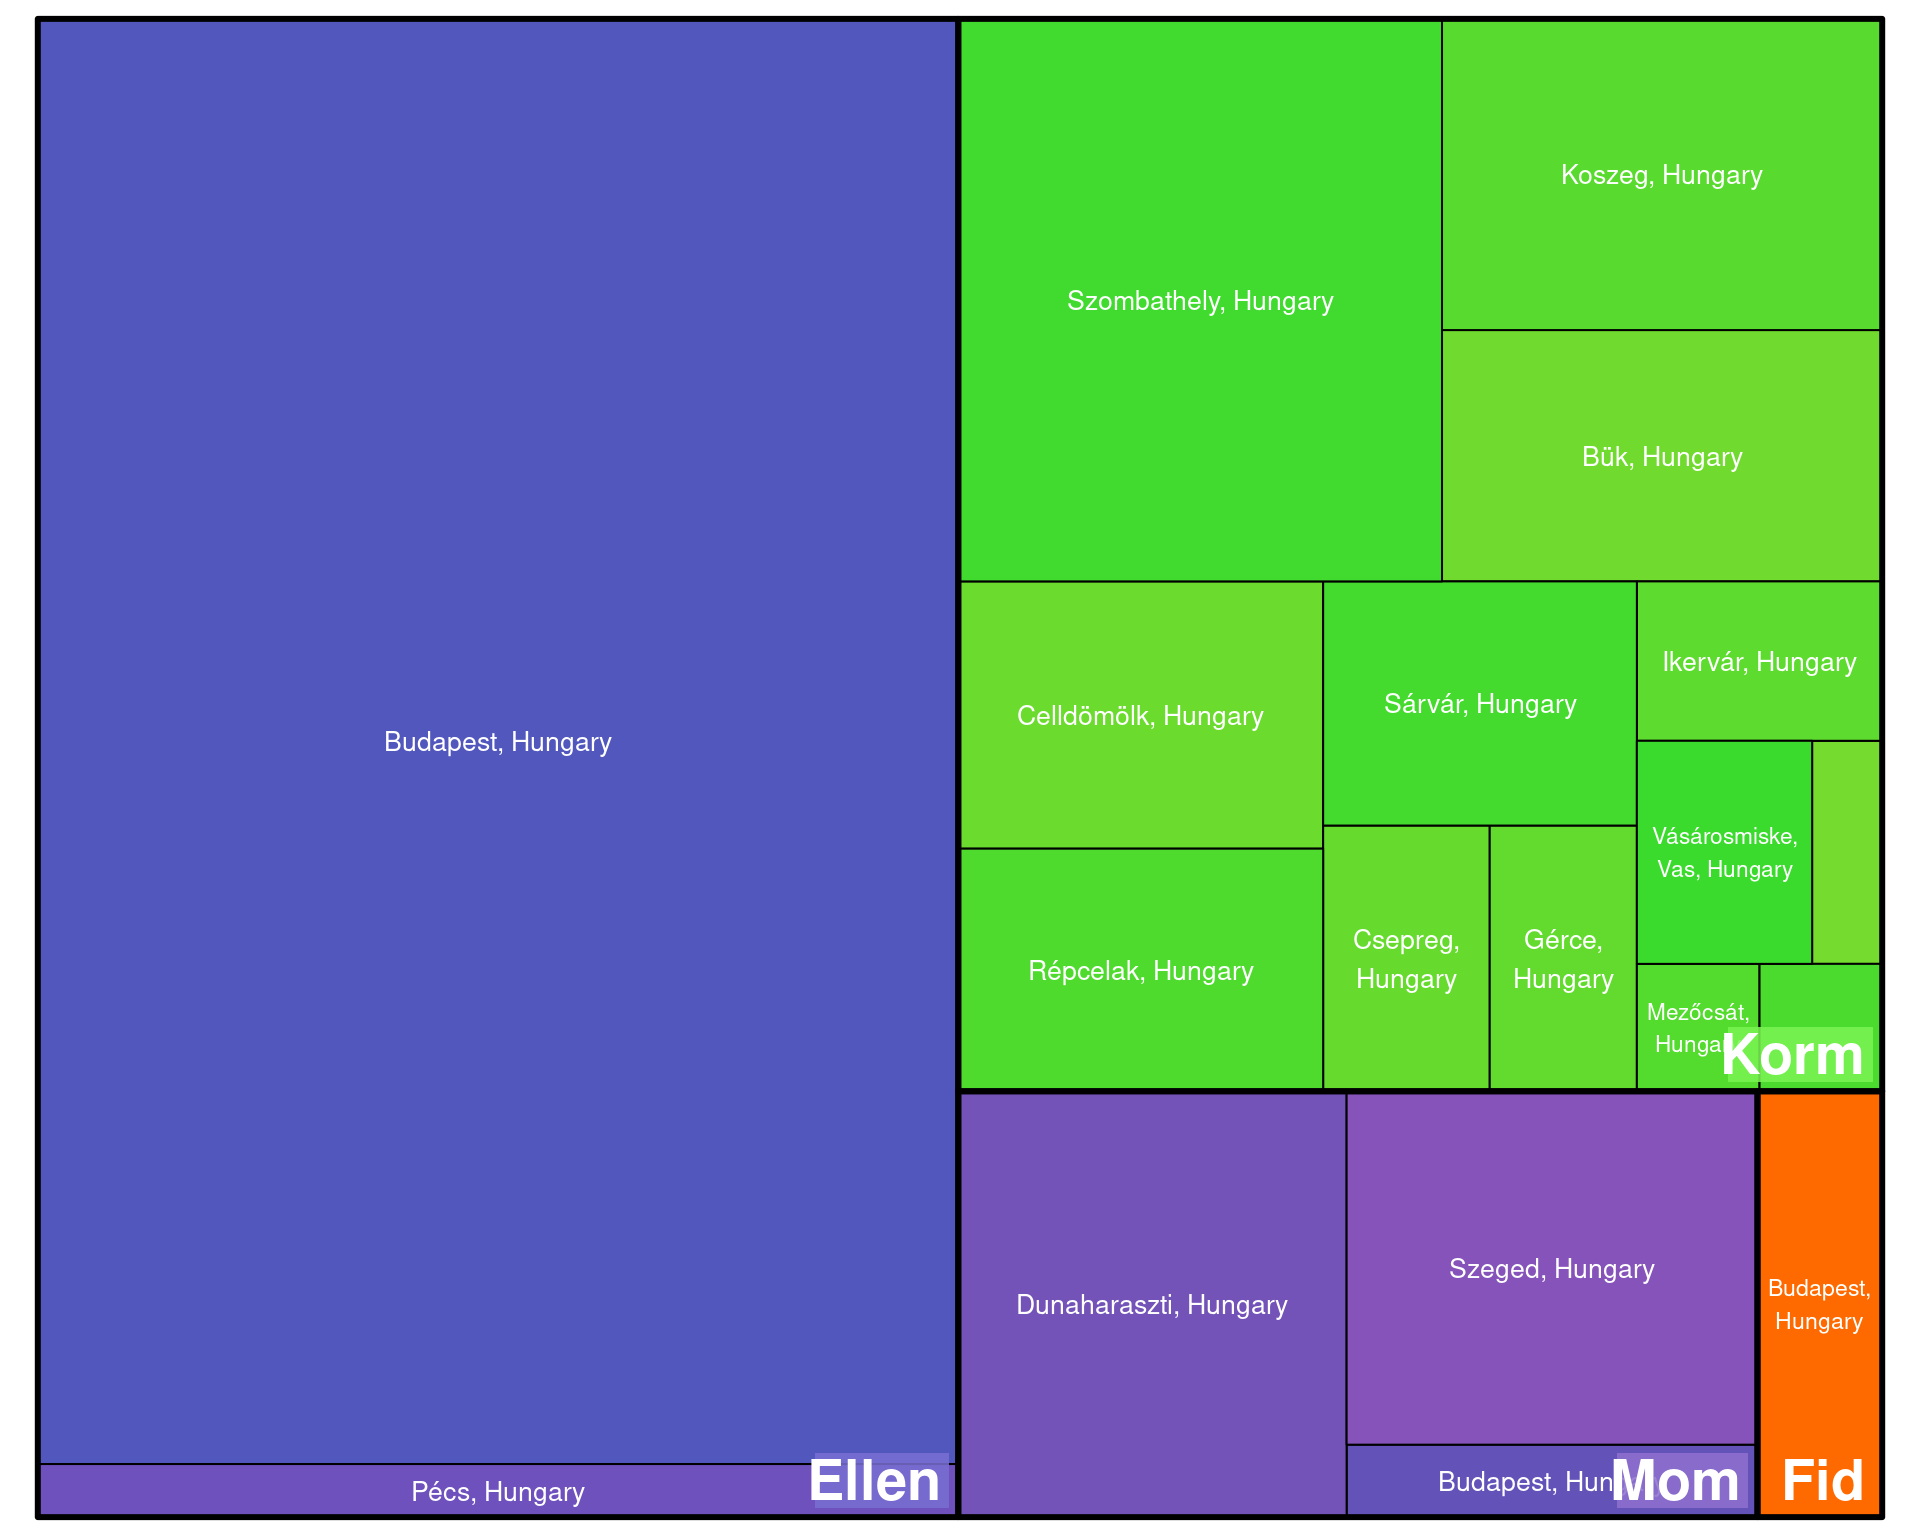 Budapest, Hungary
Pécs, Hungary
Ellen
Szombathely, Hungary
Koszeg, Hungary
Bük, Hungary
Celldömölk, Hungary
Sárvár, Hungary
Ikervár, Hungary
Répcelak, Hungary
Csepreg,
Hungary
Gérce,
Hungary
Vásárosmiske,
Vas, Hungary
Mezőcsát,
Korm
Dunaharaszti, Hungary
Szeged, Hungary
Budapest,
Mom
Budapest,
Hungary
Fid